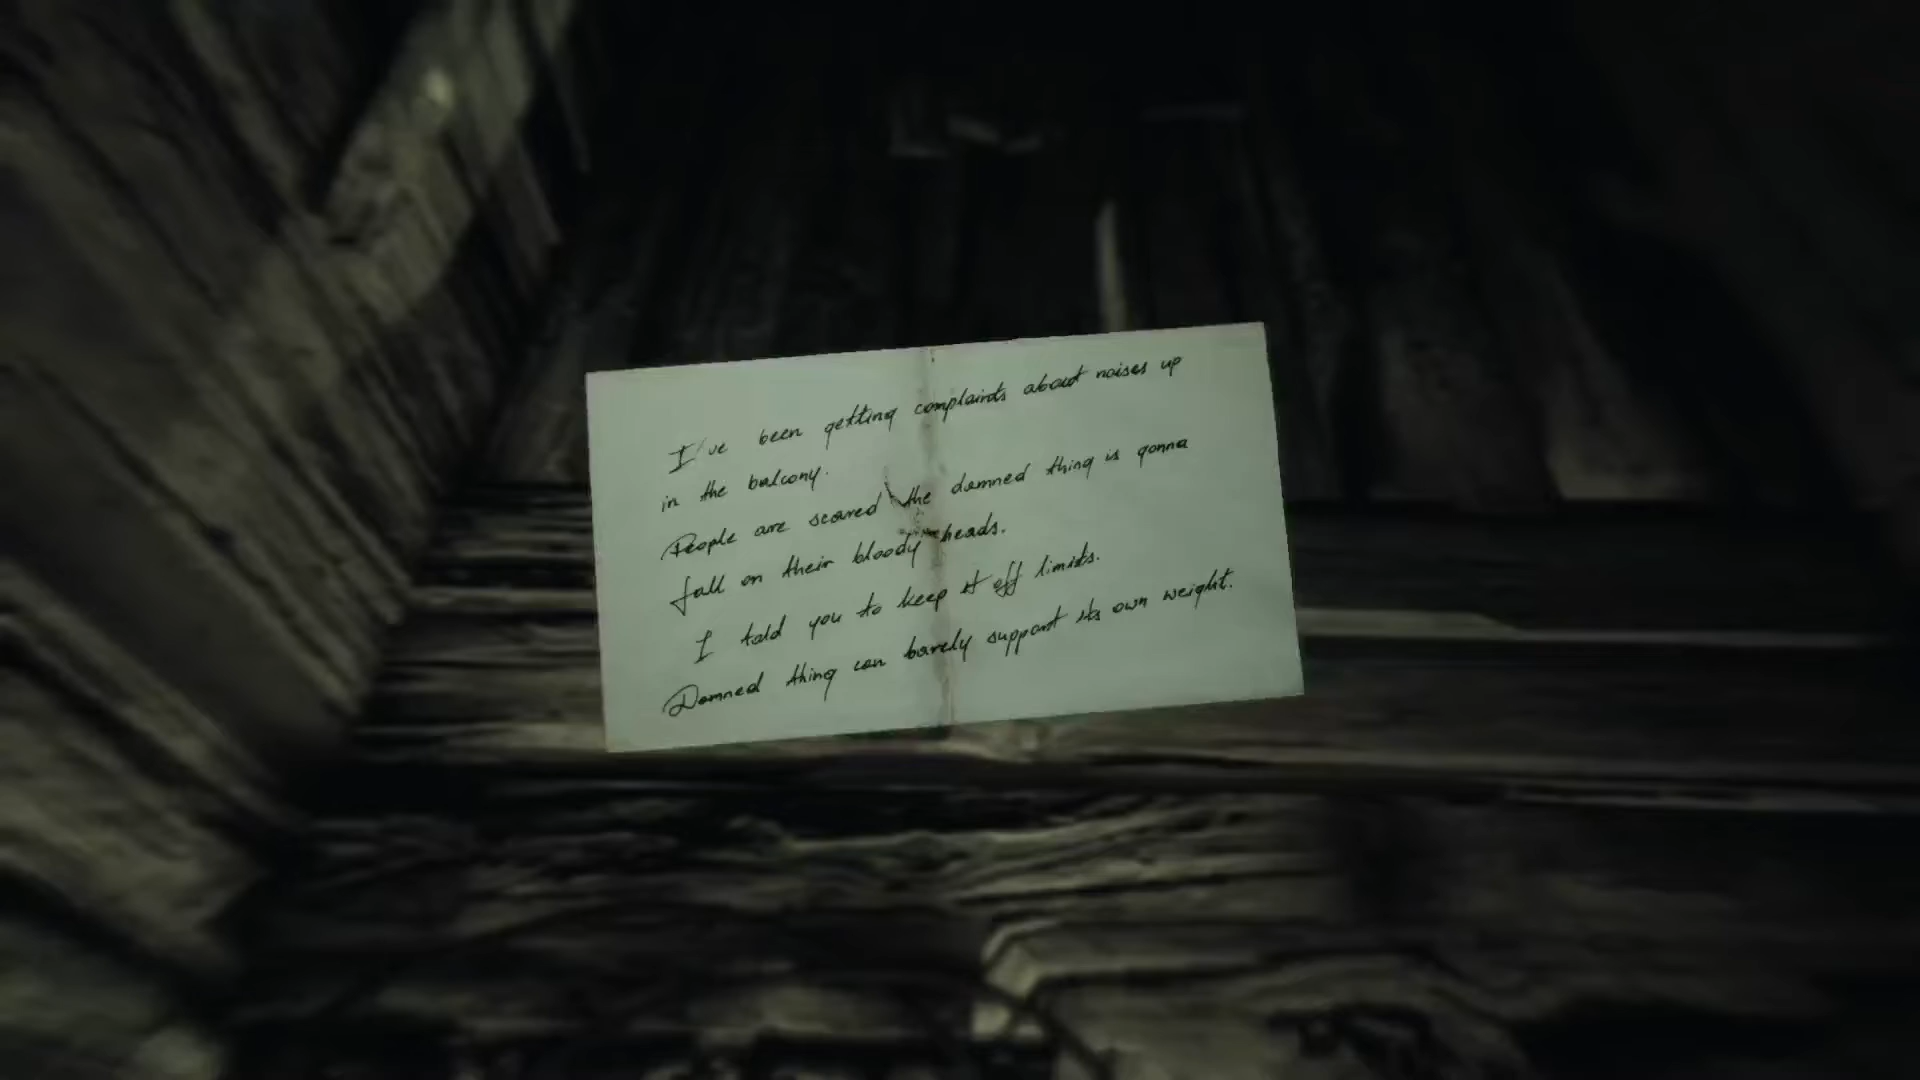 I've been getting complaints about noises up
in the balcony.
People are scared the damned thing is gonna
fall on their bloody heads.
I told you to keep it off limits.
Damned thing can barely support its own weight.